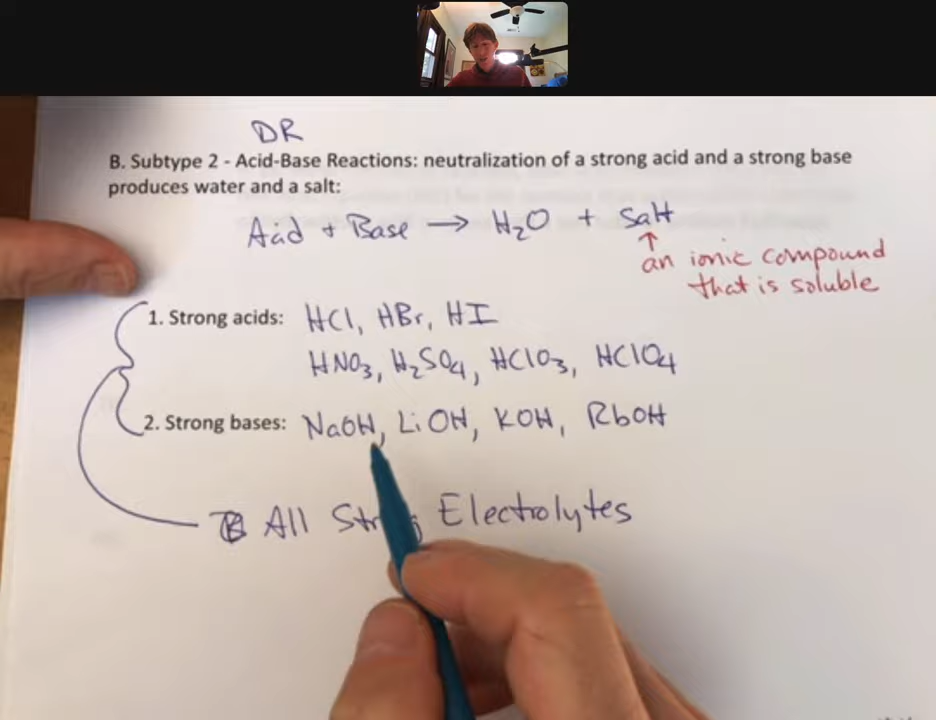 DR
B. Subtype 2 - Acid-Base Reactions: neutralization of a strong acid and a strong base
produces water and a salt:
Acid + Base → H₂O + Salt
↑
an ionic compound
that is soluble
1. Strong acids: HCl, HBr, HI
HNO₃, H₂SO₄, HClO₃, HClO₄
2. Strong bases: NaOH, LiOH, KOH, RbOH
All Electrolytes